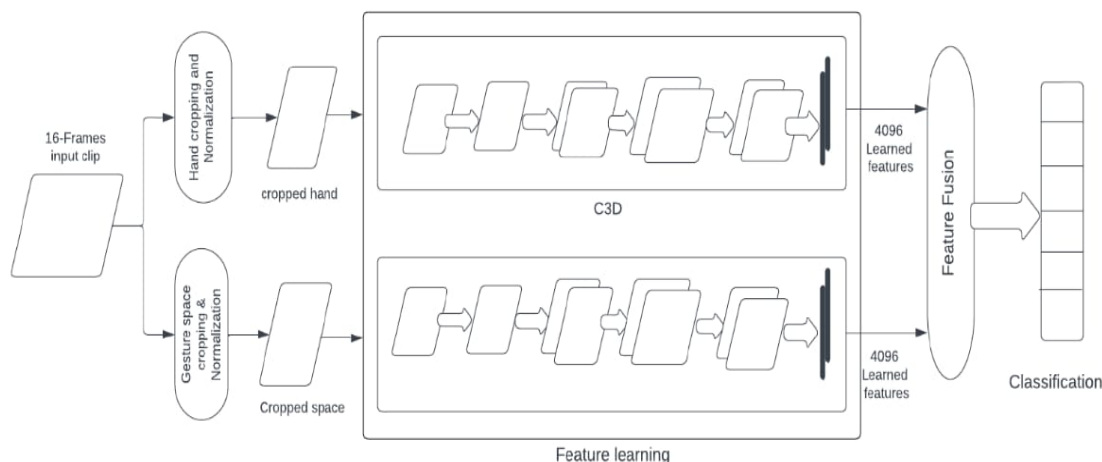 16-Frames
input clip
Hand cropping and
Normalization
cropped hand
Gesture space
cropping &
Normalization
Cropped space
C3D
Feature learning
4096
Learned
features
4096
Learned
features
Feature Fusion
Classification